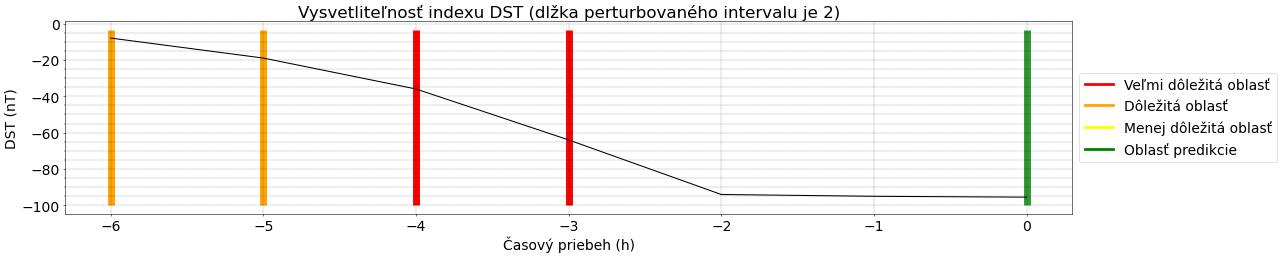 Vysvetliteľnosť indexu DST (dlžka perturbovaného intervalu je 2)
DST (nT)
0
−20
−40
−60
−80
−100
−6
−5
−4
−3
−2
−1
0
Časový priebeh (h)
Veľmi dôležitá oblasť
Dôležitá oblasť
Menej dôležitá oblasť
Oblasť predikcie